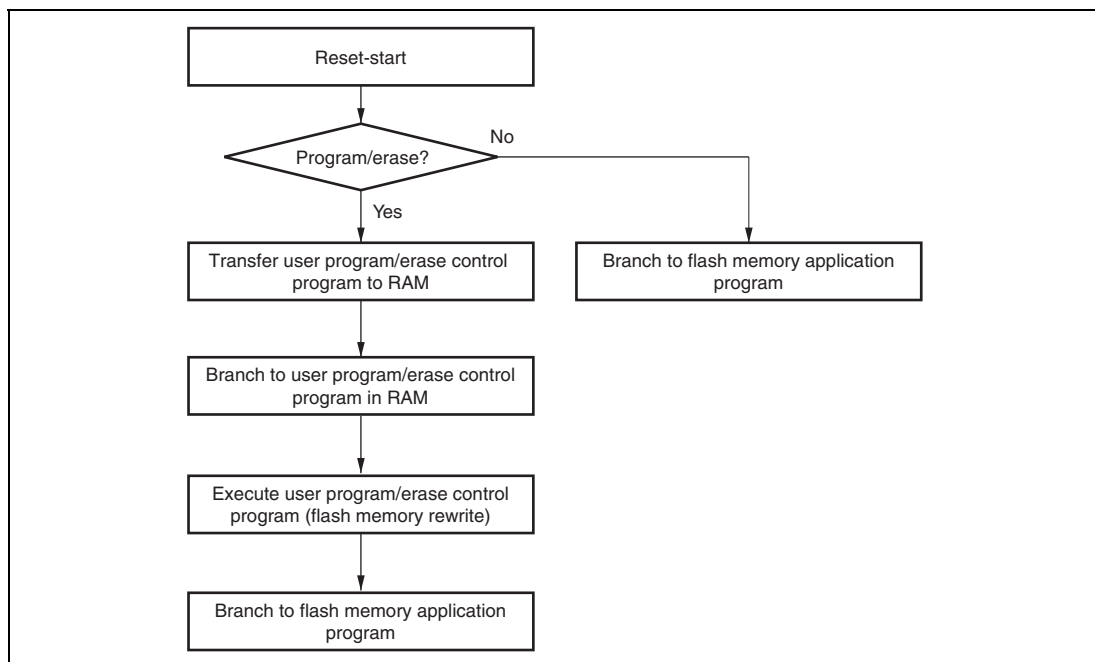 Reset-start
Program/erase?
No
Yes
Transfer user program/erase control
program to RAM
Branch to flash memory application
program
Branch to user program/erase control
program in RAM
Execute user program/erase control
program (flash memory rewrite)
Branch to flash memory application
program